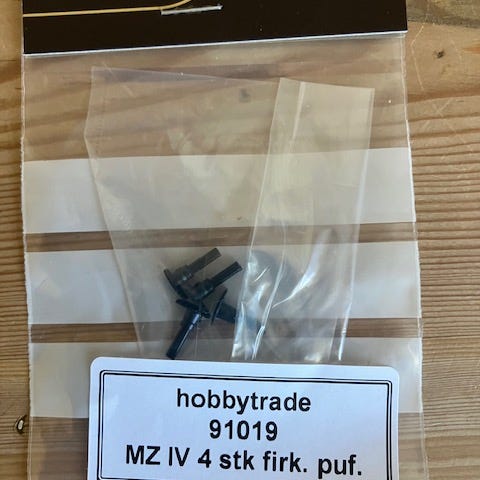 hobbytrade
91019
MZ IV 4 stk firk. puf.